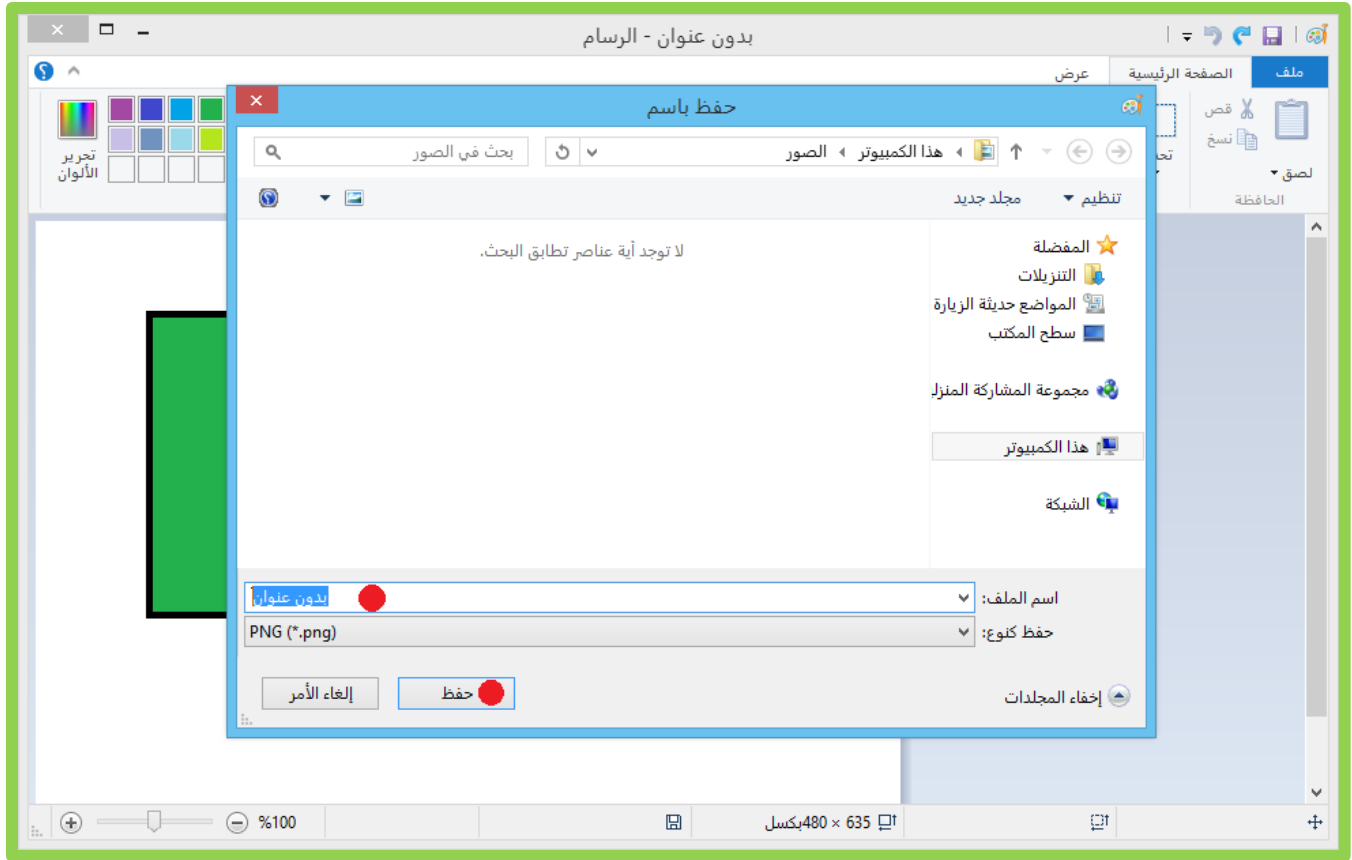 بدون عنوان - الرسام
ملف
الصفحة الرئيسية
عرض
قص
نسخ
لصق
الحافظة
تحرير
الألوان
حفظ باسم
هذا الكمبيوتر
الصور
بحث في الصور
تنظيم
مجلد جديد
المفضلة
التنزيلات
المواضع حديثة الزيارة
سطح المكتب
مجموعة المشاركة المنزلي
هذا الكمبيوتر
الشبكة
لا توجد أية عناصر تطابق البحث.
اسم الملف:
بدون عنوان
حفظ كنوع:
PNG (*.png)
إخفاء المجلدات
حفظ
إلغاء الأمر
635 × 480بكسل
%100